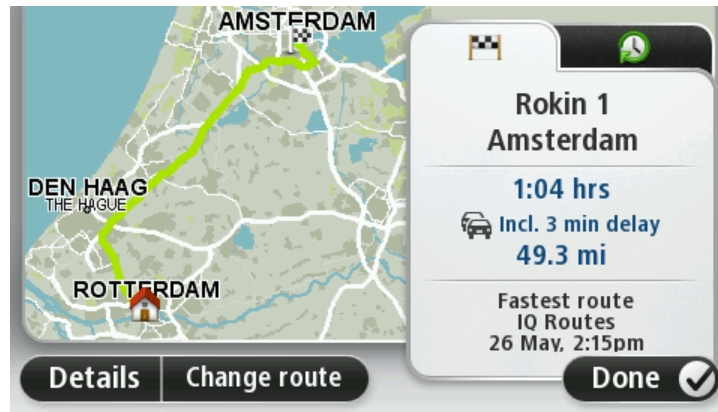 AMSTERDAM
DEN HAAG
THE HAGUE
ROTTERDAM
Rokin 1
Amsterdam
1:04 hrs
Incl. 3 min delay
49.3 mi
Fastest route
IQ Routes
26 May, 2:15pm
Details
Change route
Done